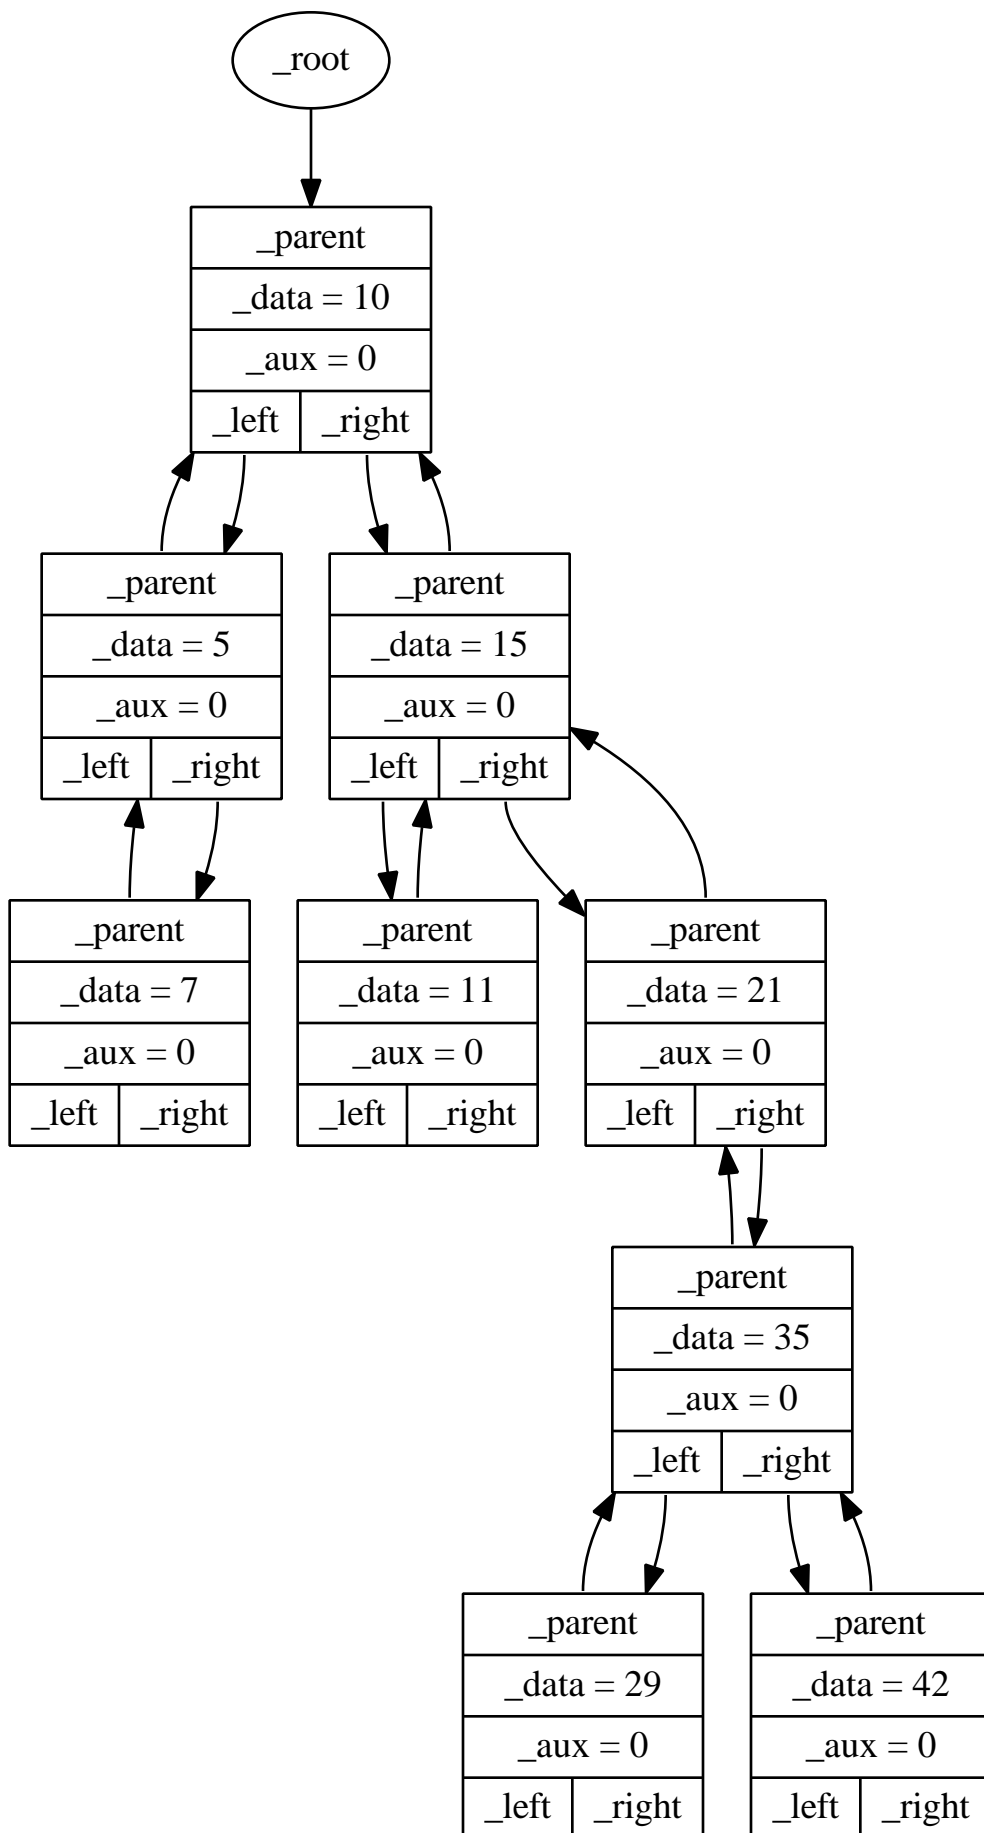 _root
_parent
_data = 10
_aux = 0
_left _right
_parent
_data = 5
_aux = 0
_left _right
_parent
_data = 15
_aux = 0
_left _right
_parent
_data = 7
_aux = 0
_left _right
_parent
_data = 11
_aux = 0
_left _right
_parent
_data = 21
_aux = 0
_left _right
_parent
_data = 35
_aux = 0
_left _right
_parent
_data = 29
_aux = 0
_left _right
_parent
_data = 42
_aux = 0
_left _right